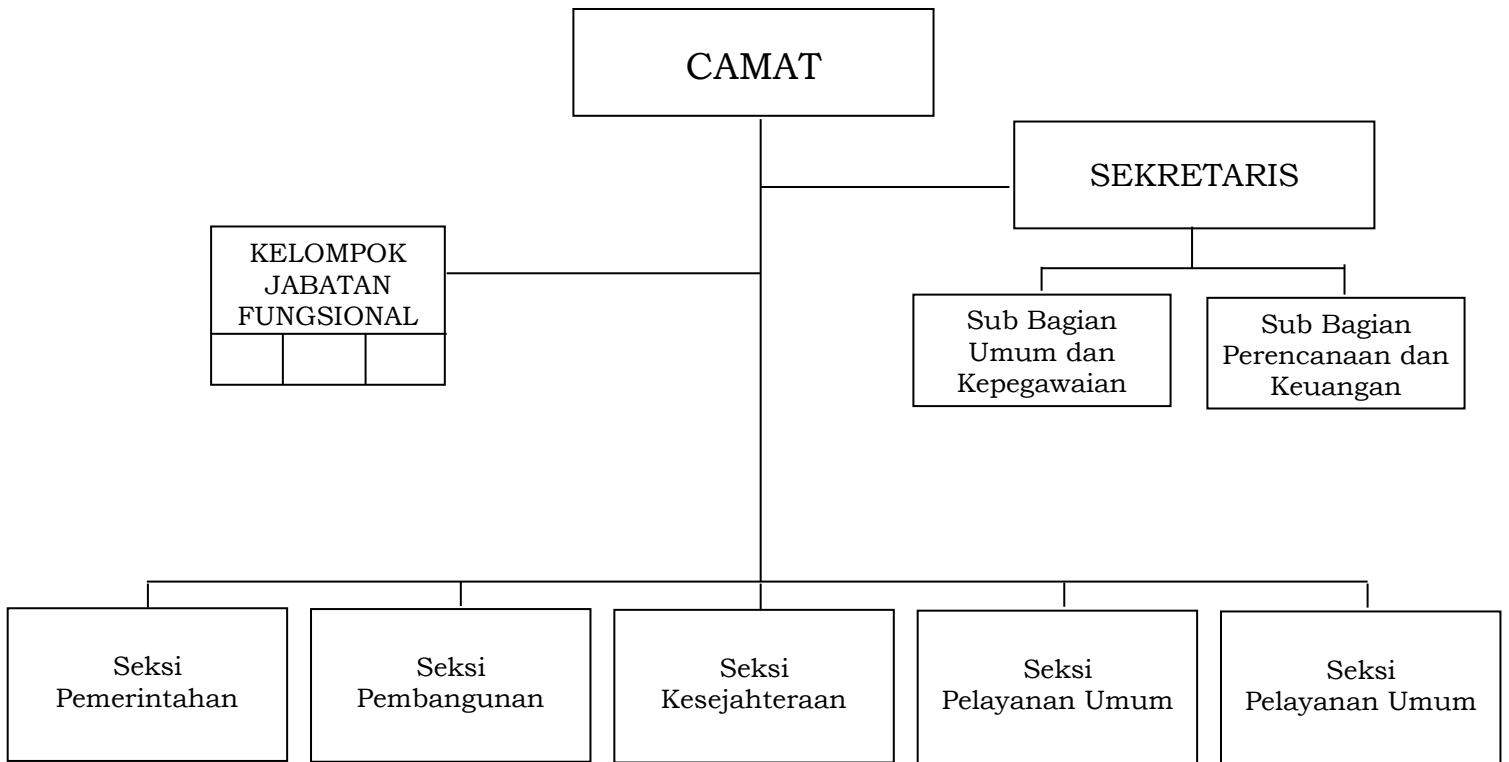 CAMAT
SEKRETARIS
KELOMPOK
JABATAN
FUNGSIONAL
Sub Bagian
Umum dan
Kepegawaian
Sub Bagian
Perencanaan dan
Keuangan
Seksi
Pemerintahan
Seksi
Pembangunan
Seksi
Kesejahteraan
Seksi
Pelayanan Umum
Seksi
Pelayanan Umum